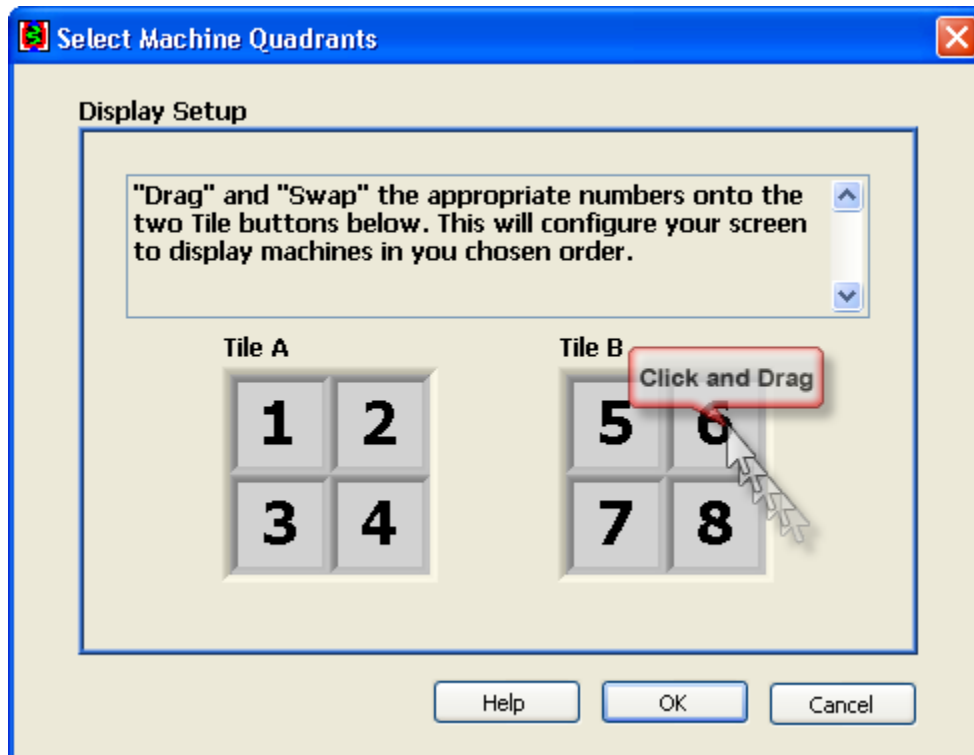 Select Machine Quadrants
Display Setup
"Drag" and "Swap" the appropriate numbers onto the
two Tile buttons below. This will configure your screen
to display machines in you chosen order.
Tile A
Tile B
Click and Drag
1 2
5 6
3 4
7 8
Help OK Cancel